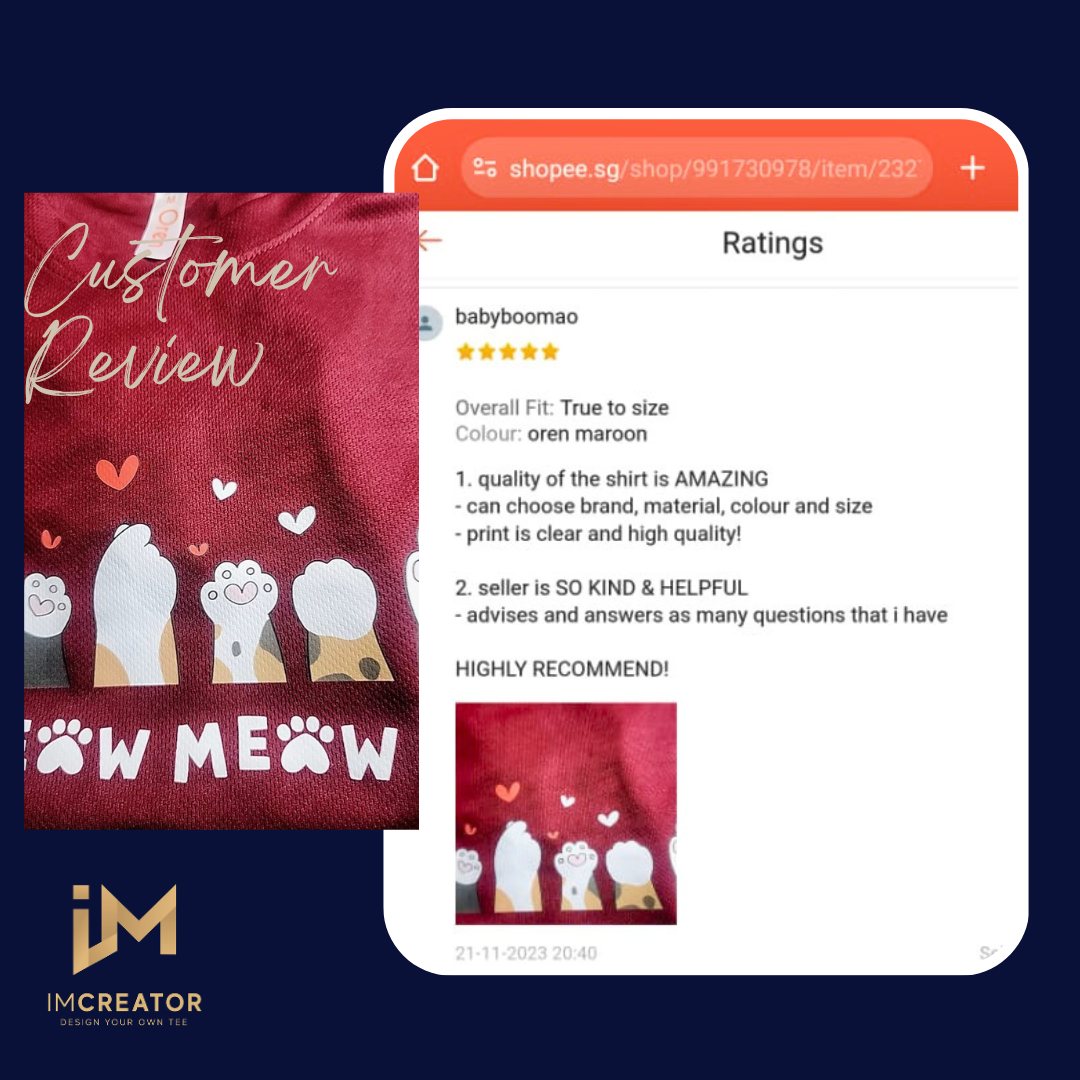 Customer
Review
MEOW
W MEOW
IMCREATOR
DESIGN YOUR OWN TEE
shopee.sg/shop/991730978/item/232
Ratings
babyboomao
Overall Fit: True to size
Colour: oren maroon
1. quality of the shirt is AMAZING
- can choose brand, material, colour and size
- print is clear and high quality!
2. seller is SO KIND & HELPFUL
- advises and answers as many questions that i have
HIGHLY RECOMMEND!
21-11-2023 20:40